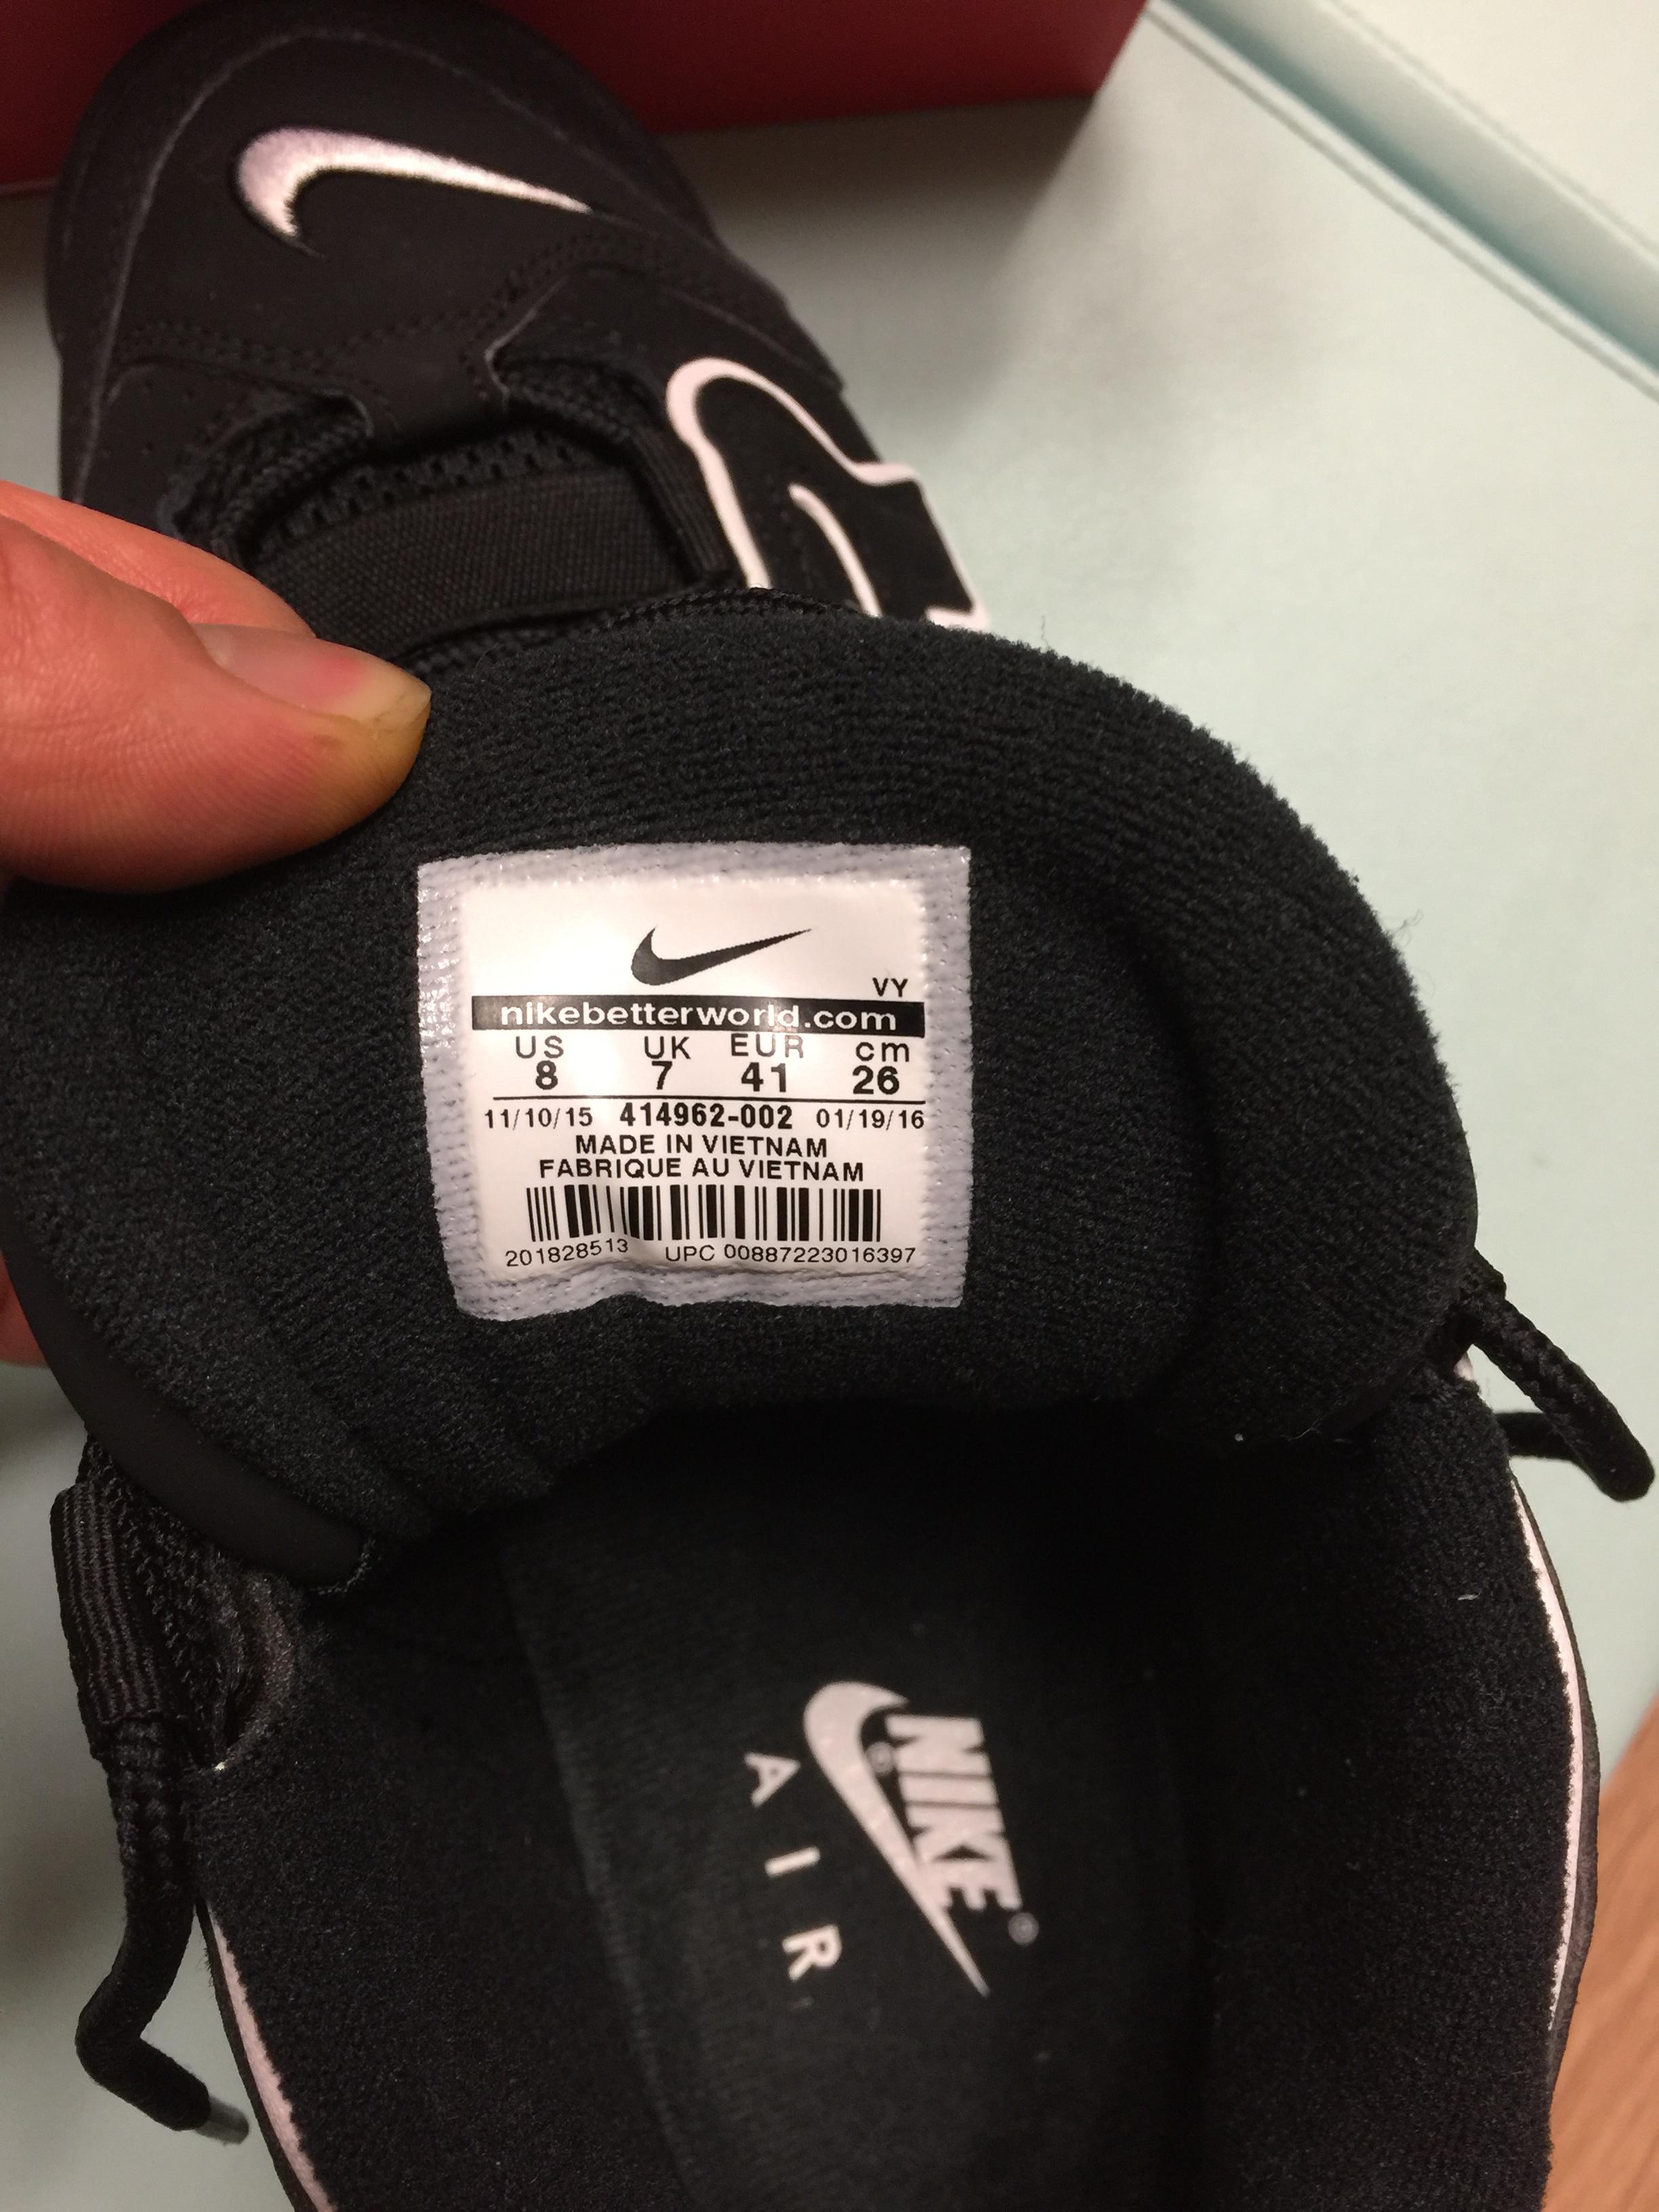 VY
nikebetterworld.com
US UK EUR cm
8 7 41 26
11/10/15 414962-002 01/19/16
MADE IN VIETNAM
FABRIQUE AU VIETNAM
201828513 UPC 00887223016397
NIKE®
AIR